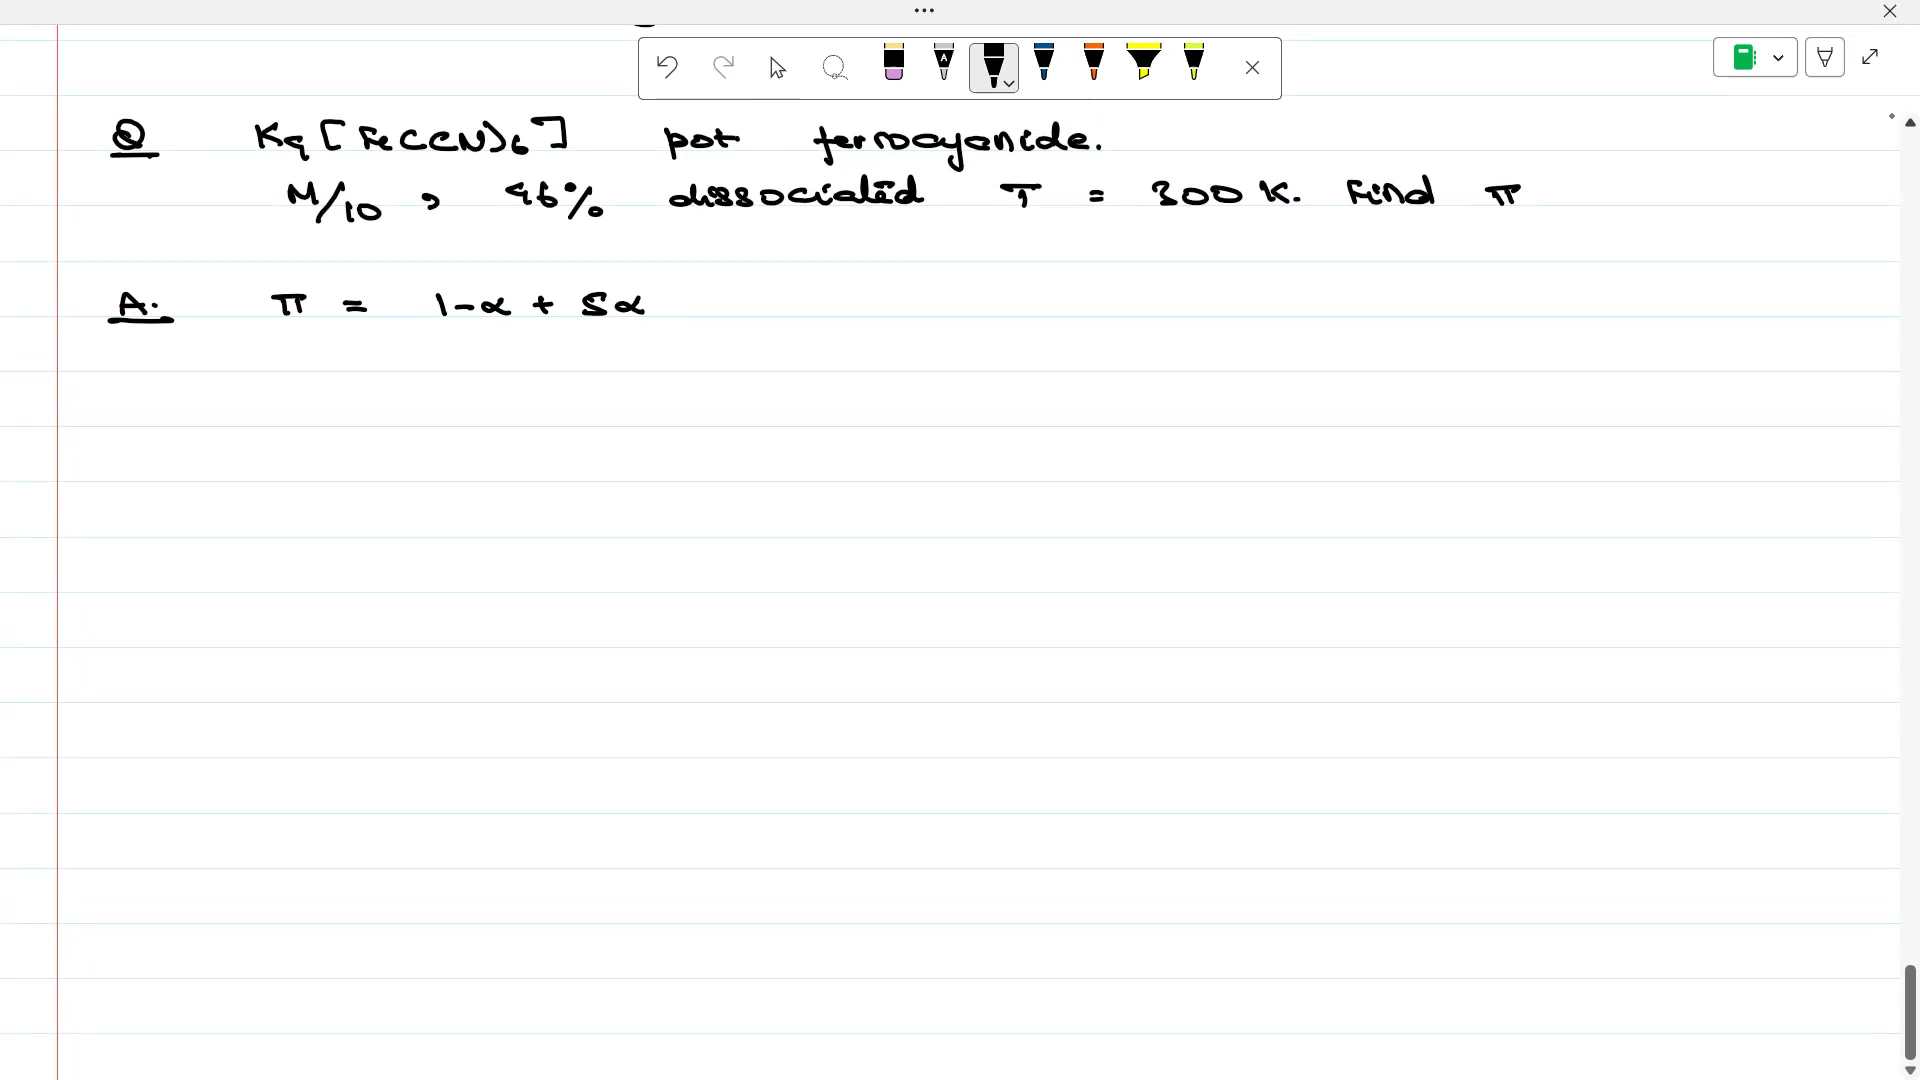 Q K4[Fe(CN)6] pot ferrocyanide.
M/10, 46% dissociated T = 300 K. Find π
A. π = 1-α + 5α